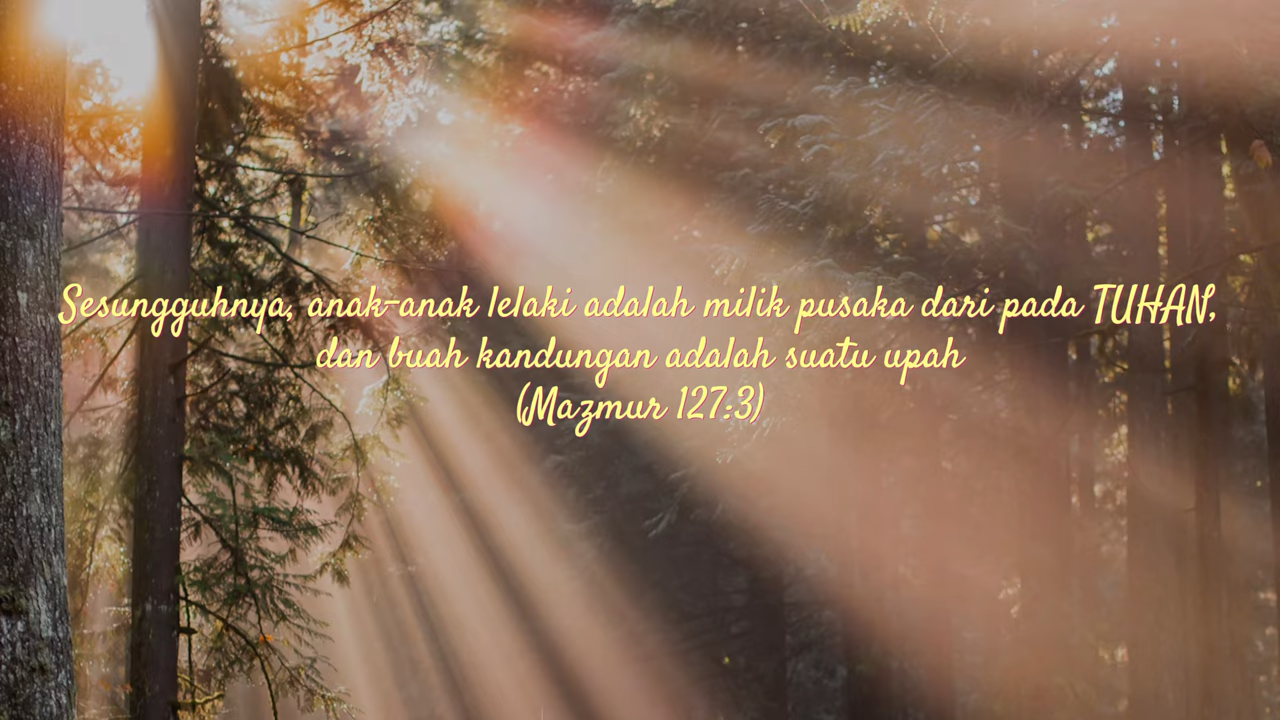 Sesungguhnya, anak-anak lelaki adalah milik pusaka dari pada TUHAN,
dan buah kandungan adalah suatu upah
(Mazmur 127:3)